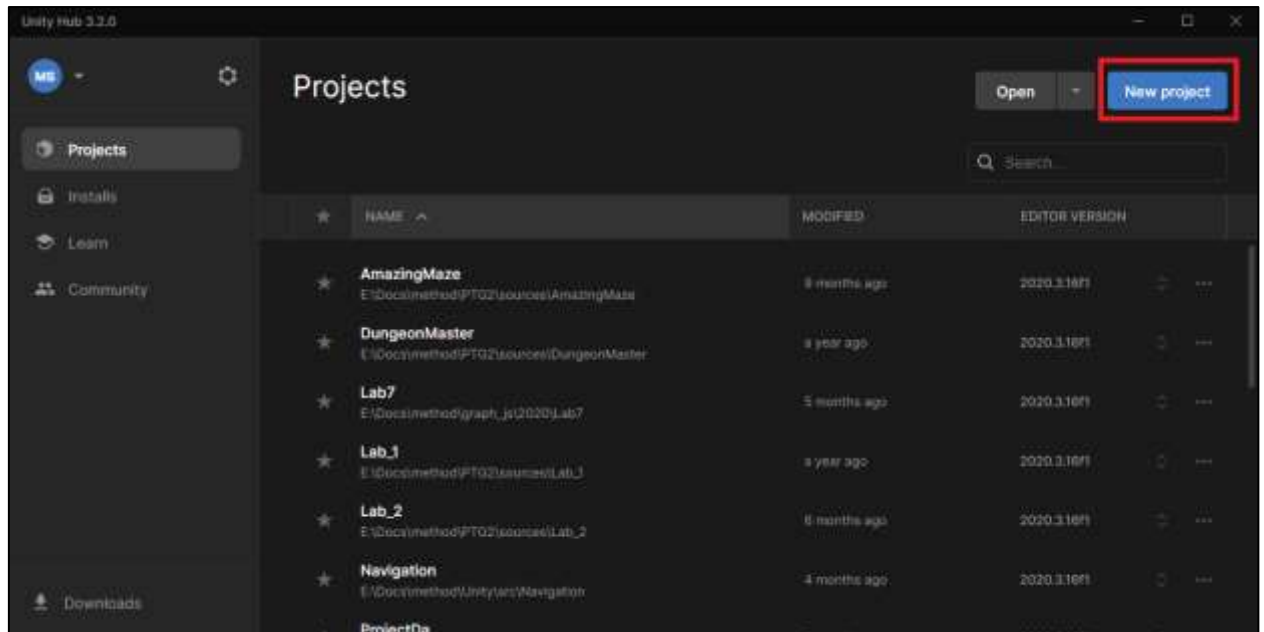 Unity Hub 3.2.0
MS
Projects
Open
New project
Projects
Search...
Installs
NAME
MODIFIED
EDITOR VERSION
Learn
AmazingMaze
E:\Docs\method\PTG2\sources\AmazingMaze
9 months ago
2020.3.16f1
Community
DungeonMaster
E:\Docs\method\PTG2\sources\DungeonMaster
a year ago
2020.3.16f1
Lab7
E:\Docs\method\graph_js\2020\Lab7
5 months ago
2020.3.16f1
Lab_1
E:\Docs\method\PTG2\sources\Lab_1
a year ago
2020.3.16f1
Lab_2
E:\Docs\method\PTG2\sources\Lab_2
6 months ago
2020.3.16f1
Navigation
E:\Docs\method\Unity\src\Navigation
4 months ago
2020.3.16f1
Downloads
ProjectDa